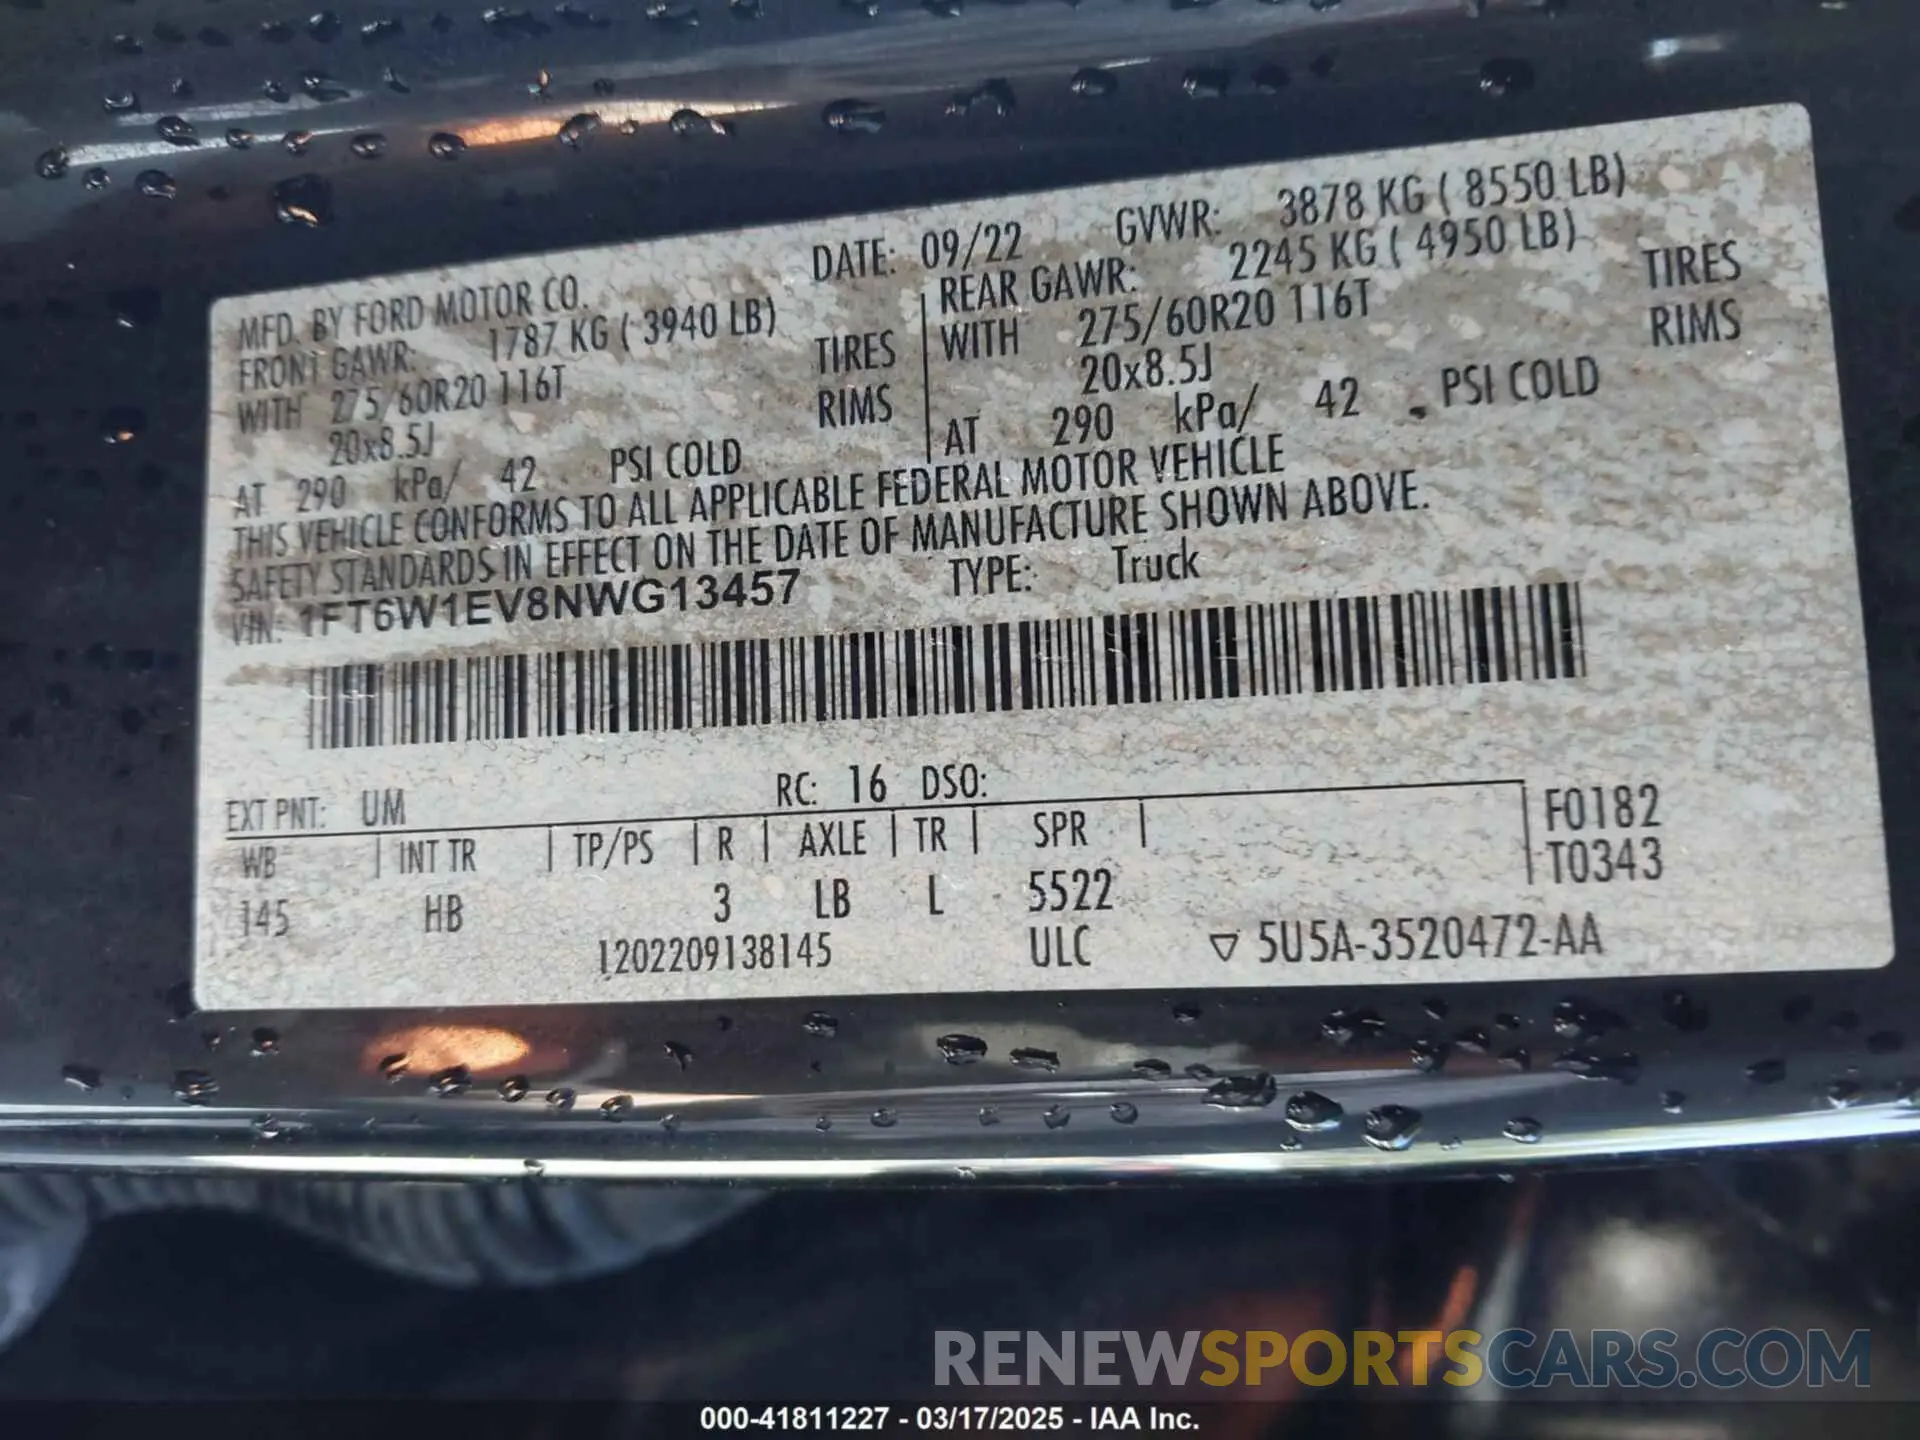 MFD. BY FORD MOTOR CO.
DATE: 09/22 GVWR: 3878 KG ( 8550 LB)
FRONT GAWR: 1787 KG ( 3940 LB)
WITH 275/60R20 116T TIRES
20x8.5J RIMS
AT 290 kPa/ 42 PSI COLD
REAR GAWR: 2245 KG ( 4950 LB)
WITH 275/60R20 116T TIRES
20x8.5J RIMS
AT 290 kPa/ 42 PSI COLD
THIS VEHICLE CONFORMS TO ALL APPLICABLE FEDERAL MOTOR VEHICLE
SAFETY STANDARDS IN EFFECT ON THE DATE OF MANUFACTURE SHOWN ABOVE.
VIN: 1FT6W1EV8NWG13457 TYPE: Truck
EXT PNT: UM RC: 16 DSO:
WB INT TR TP/PS R AXLE TR SPR F0182
T0343
145 HB 3 LB L 5522
1202209138145 ULC ▽ 5U5A-3520472-AA
RENEWSPORTSCARS.COM
000-41811227 - 03/17/2025 - IAA Inc.